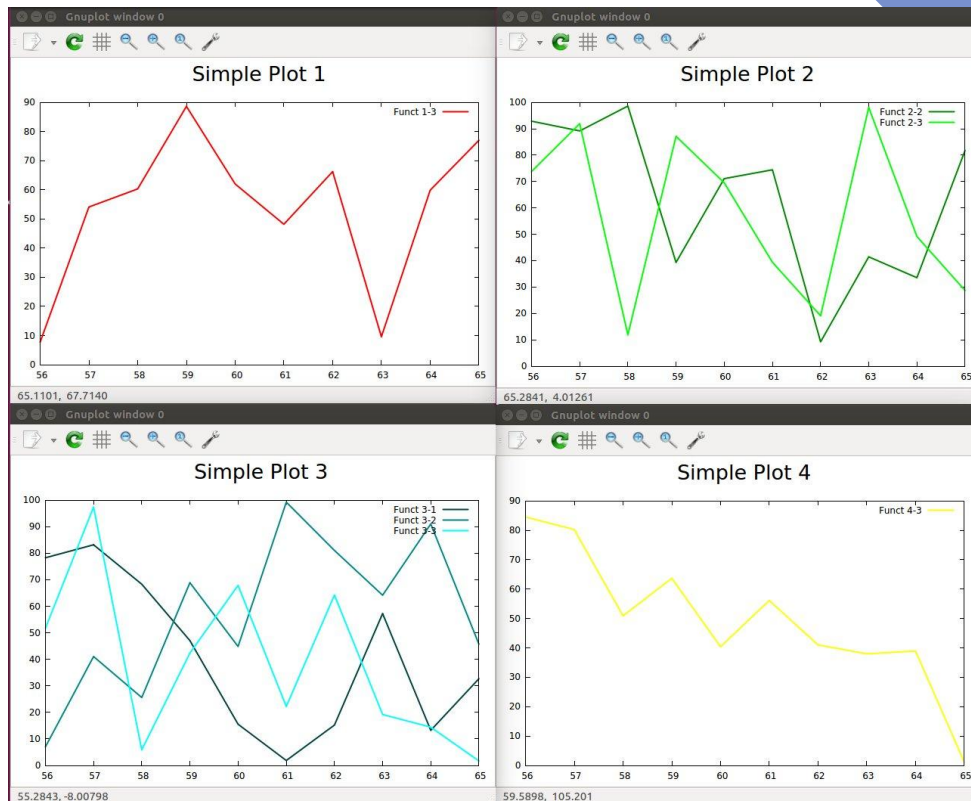 Gnuplot window 0
Simple Plot 1
Funct 1-3
90
80
70
60
50
40
30
20
10
0
56 57 58 59 60 61 62 63 64 65
65.1101, 67.7140
Gnuplot window 0
Simple Plot 2
Funct 2-2
Funct 2-3
100
90
80
70
60
50
40
30
20
10
0
56 57 58 59 60 61 62 63 64 65
65.2841, 4.01261
Gnuplot window 0
Simple Plot 3
Funct 3-1
Funct 3-2
Funct 3-3
100
90
80
70
60
50
40
30
20
10
0
56 57 58 59 60 61 62 63 64 65
55.2843, -8.00798
Gnuplot window 0
Simple Plot 4
Funct 4-3
90
80
70
60
50
40
30
20
10
0
56 57 58 59 60 61 62 63 64 65
59.5898, 105.201